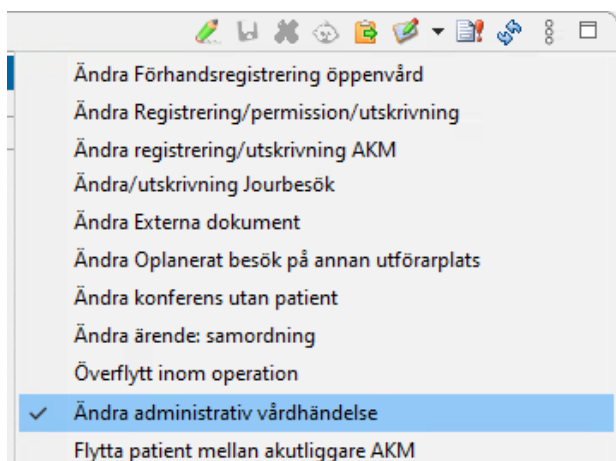 Ändra Förhandsregistrering öppenvård
Ändra Registrering/permission/utskrivning
Ändra registrering/utskrivning AKM
Ändra/utskrivning Jourbesök
Ändra Externa dokument
Ändra Oplanerat besök på annan utförarplats
Ändra konferens utan patient
Ändra ärende: samordning
Överflytt inom operation
Ändra administrativ vårdhändelse
Flytta patient mellan akutliggare AKM